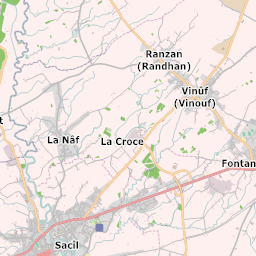 Ranzan
(Randhan)
Vinûf
(Vinouf)
t
La Nâf
La Croce
Fontan
Sacil